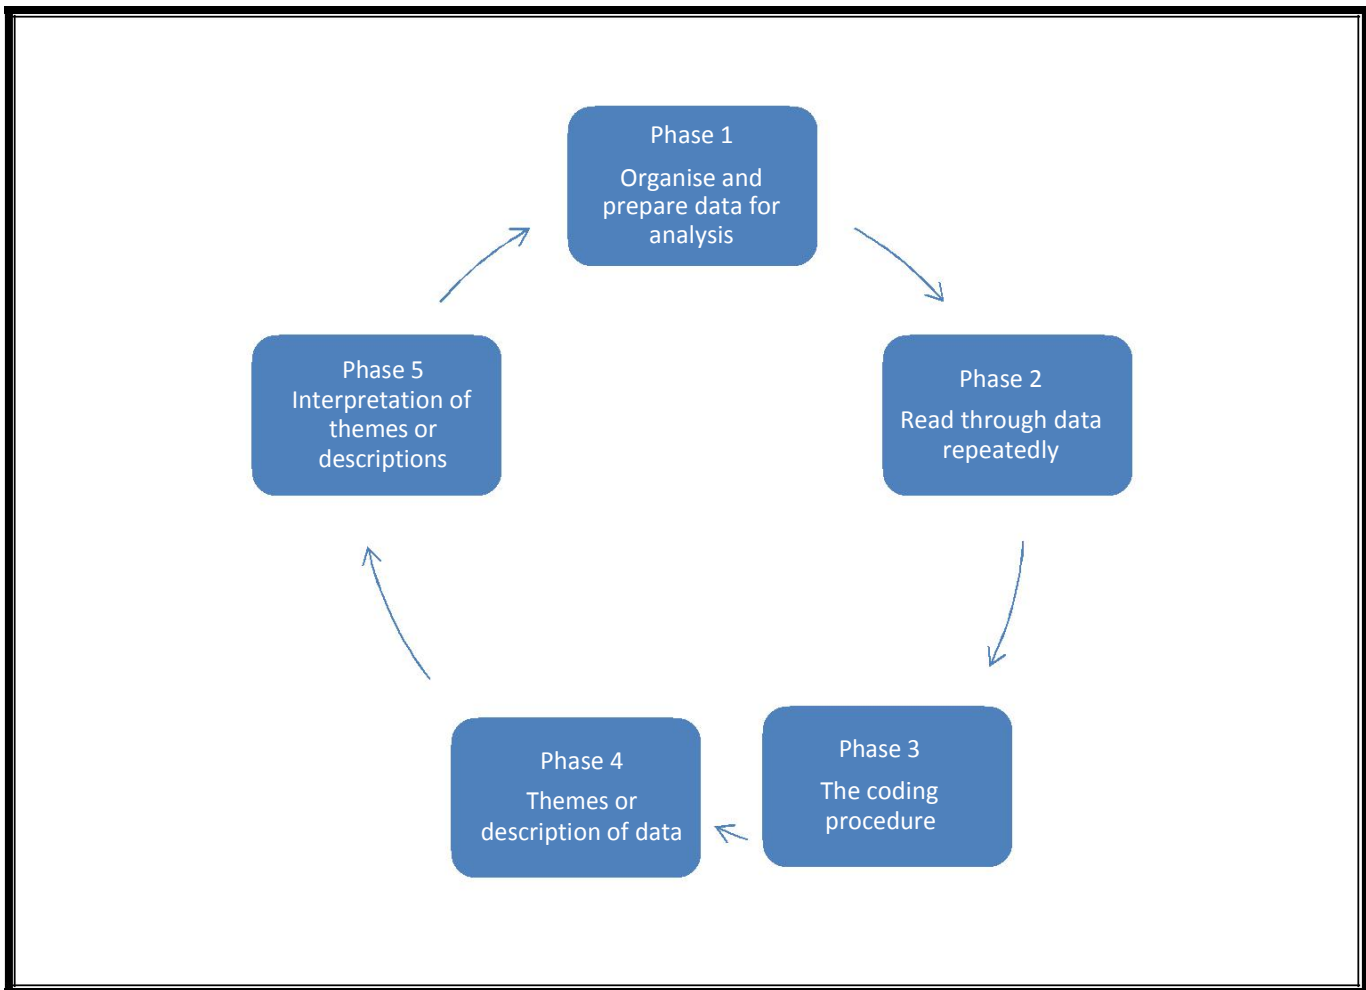 Phase 1
Organise and
prepare data for
analysis
Phase 2
Read through data
repeatedly
Phase 3
The coding
procedure
Phase 4
Themes or
description of data
Phase 5
Interpretation of
themes or
descriptions